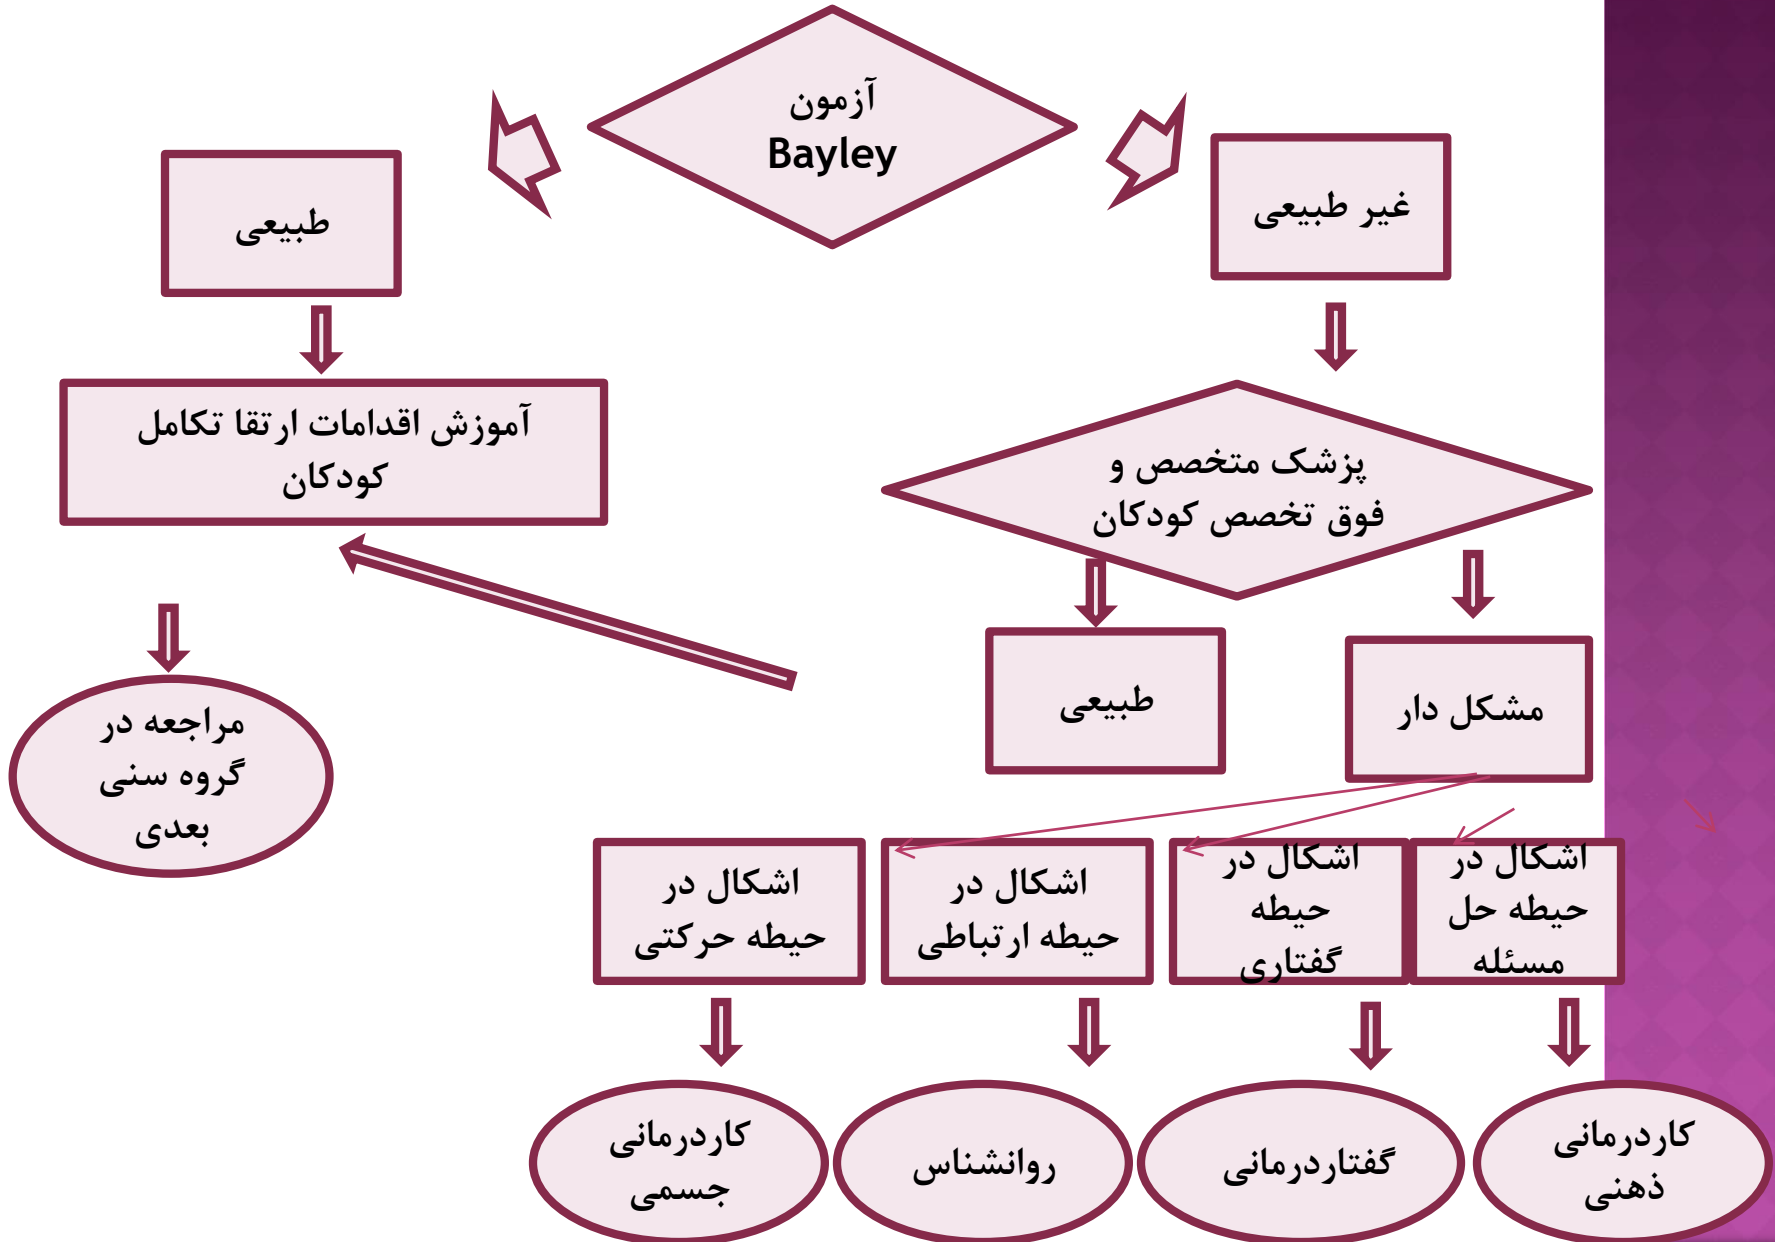 آزمون
Bayley
غیر طبیعی
طبیعی
آموزش اقدامات ارتقا تکامل
کودکان
پزشک متخصص و
فوق تخصص کودکان
مشکل دار
طبیعی
مراجعه در
گروه سنی
بعدی
اشکال در
حیطه حل
مسئله
اشکال در
حیطه
گفتاری
اشکال در
حیطه ارتباطی
اشکال در
حیطه حرکتی
کاردرمانی
ذهنی
گفتاردرمانی
روانشناس
کاردرمانی
جسمی